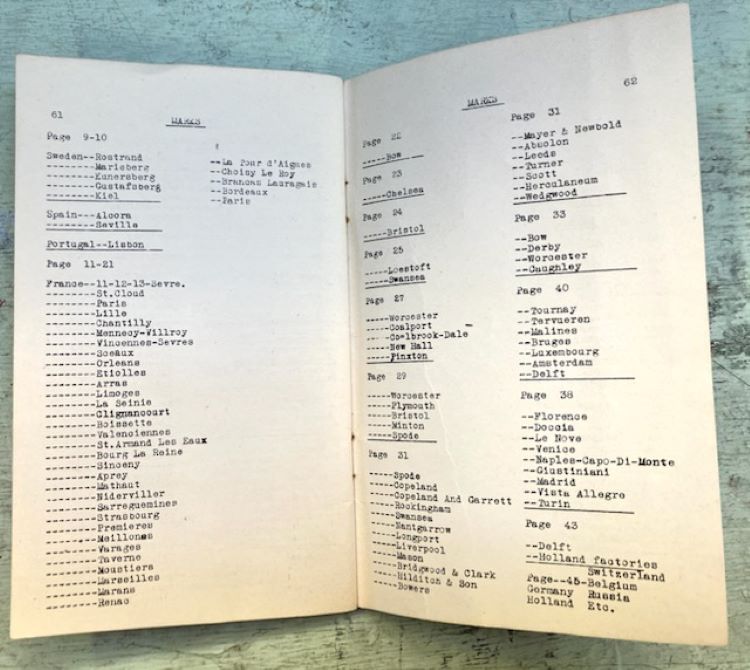 61
MARKS
Page 9-10
Sweden--Rostrand
--------Marieberg
--------Kunersberg
--------Gustafsberg
--------Kiel
Spain---Alcora
--------Seville
Portugal--Lisbon
Page 11-21
France--11-12-13-Sevre.
--------St.Cloud
--------Paris
--------Lille
--------Chantilly
--------Mennecy-Villroy
--------Vincennes-Sevres
--------Sceaux
--------Orleans
--------Etiolles
--------Arras
--------Limoges
--------La Seinie
--------Clignancourt
--------Boissette
--------Valenciennes
--------St.Armand Les Eaux
--------Bourg La Reine
--------Sinceny
--------Aprey
--------Mathaut
--------Niderviller
--------Sarreguemines
--------Strasbourg
--------Premieres
--------Meillones
--------Varages
--------Taverne
--------Moustiers
--------Marseilles
--------Marans
--------Renac
--La Tour d'Aigues
--Choisy Le Roy
--Brancas Lauragais
--Bordeaux
--Paris
MARKS
62
Page 22
-----Bow
Page 23
-----Chelsea
Page 24
-----Bristol
Page 25
-----Loestoft
-----Swansea
Page 27
-----Worcester
-----Coalport
-----Coelbrook-Dale
-----New Hall
-----Pinxton
Page 29
-----Worcester
-----Plymouth
-----Bristol
-----Minton
-----Spode
Page 31
-----Spode
-----Copeland
-----Copeland And Garrett
-----Rockingham
-----Swansea
-----Nantgarrow
-----Longport
-----Liverpool
-----Mason
-----Bridgwood & Clark
-----Hilditch & Son
-----Bowers
Page 31
--Mayer & Newbold
--Absolon
--Leeds
--Turner
--Scott
--Herculaneum
--Wedgwood
Page 33
--Bow
--Derby
--Worcester
--Caughley
Page 40
--Tournay
--Tervueren
--Malines
--Bruges
--Luxembourg
--Amsterdam
--Delft
Page 38
--Florence
--Doccia
--Le Nove
--Venice
--Naples-Capo-Di-Monte
--Giustiniani
--Madrid
--Vista Allegre
--Turin
Page 43
--Delft
--Holland factories
Switzerland
Page--45-Belgium
Germany Russia
Holland Etc.